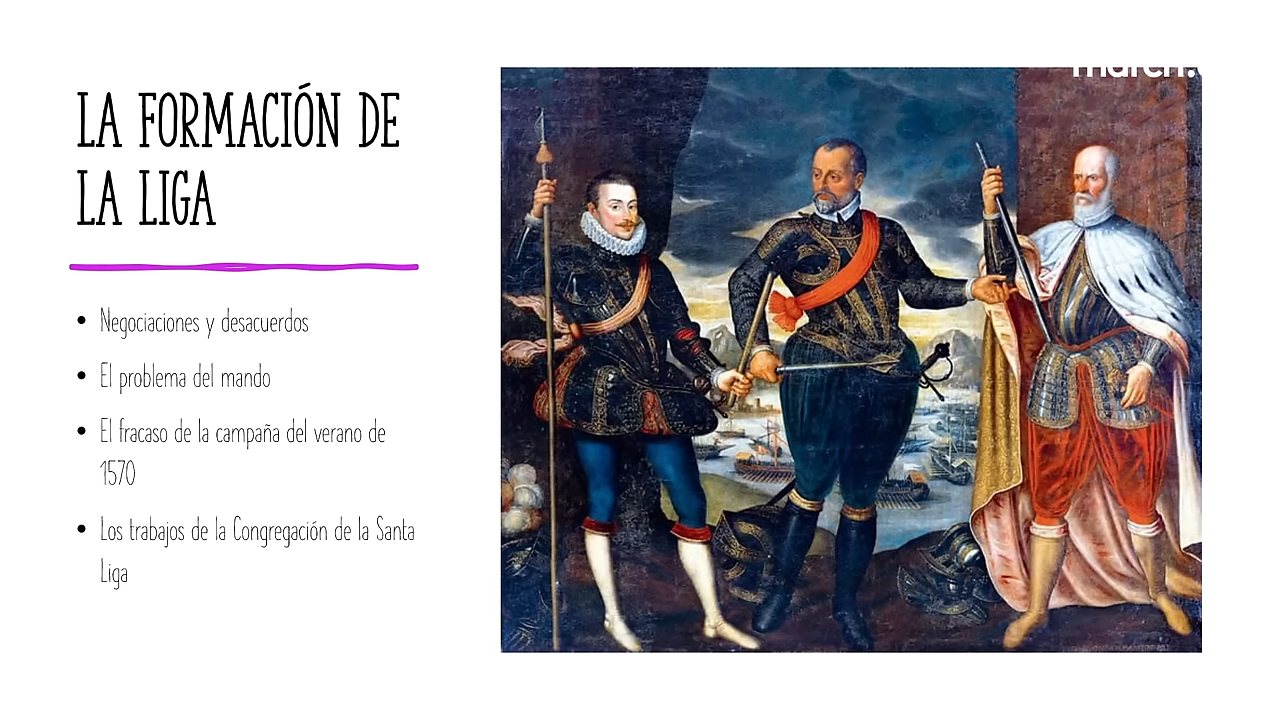 LA FORMACIÓN DE
LA LIGA
• Negociaciones y desacuerdos
• El problema del mando
• El fracaso de la campaña del verano de
1570
• Los trabajos de la Congregación de la Santa
Liga
march.